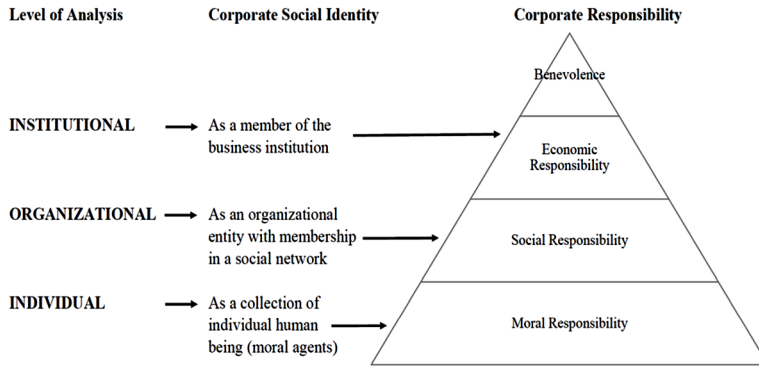 Level of Analysis
Corporate Social Identity
Corporate Responsibility
Benevolence
INSTITUTIONAL
As a member of the
business institution
Economic
Responsibility
ORGANIZATIONAL
As an organizational
entity with membership
in a social network
Social Responsibility
INDIVIDUAL
As a collection of
individual human
being (moral agents)
Moral Responsibility